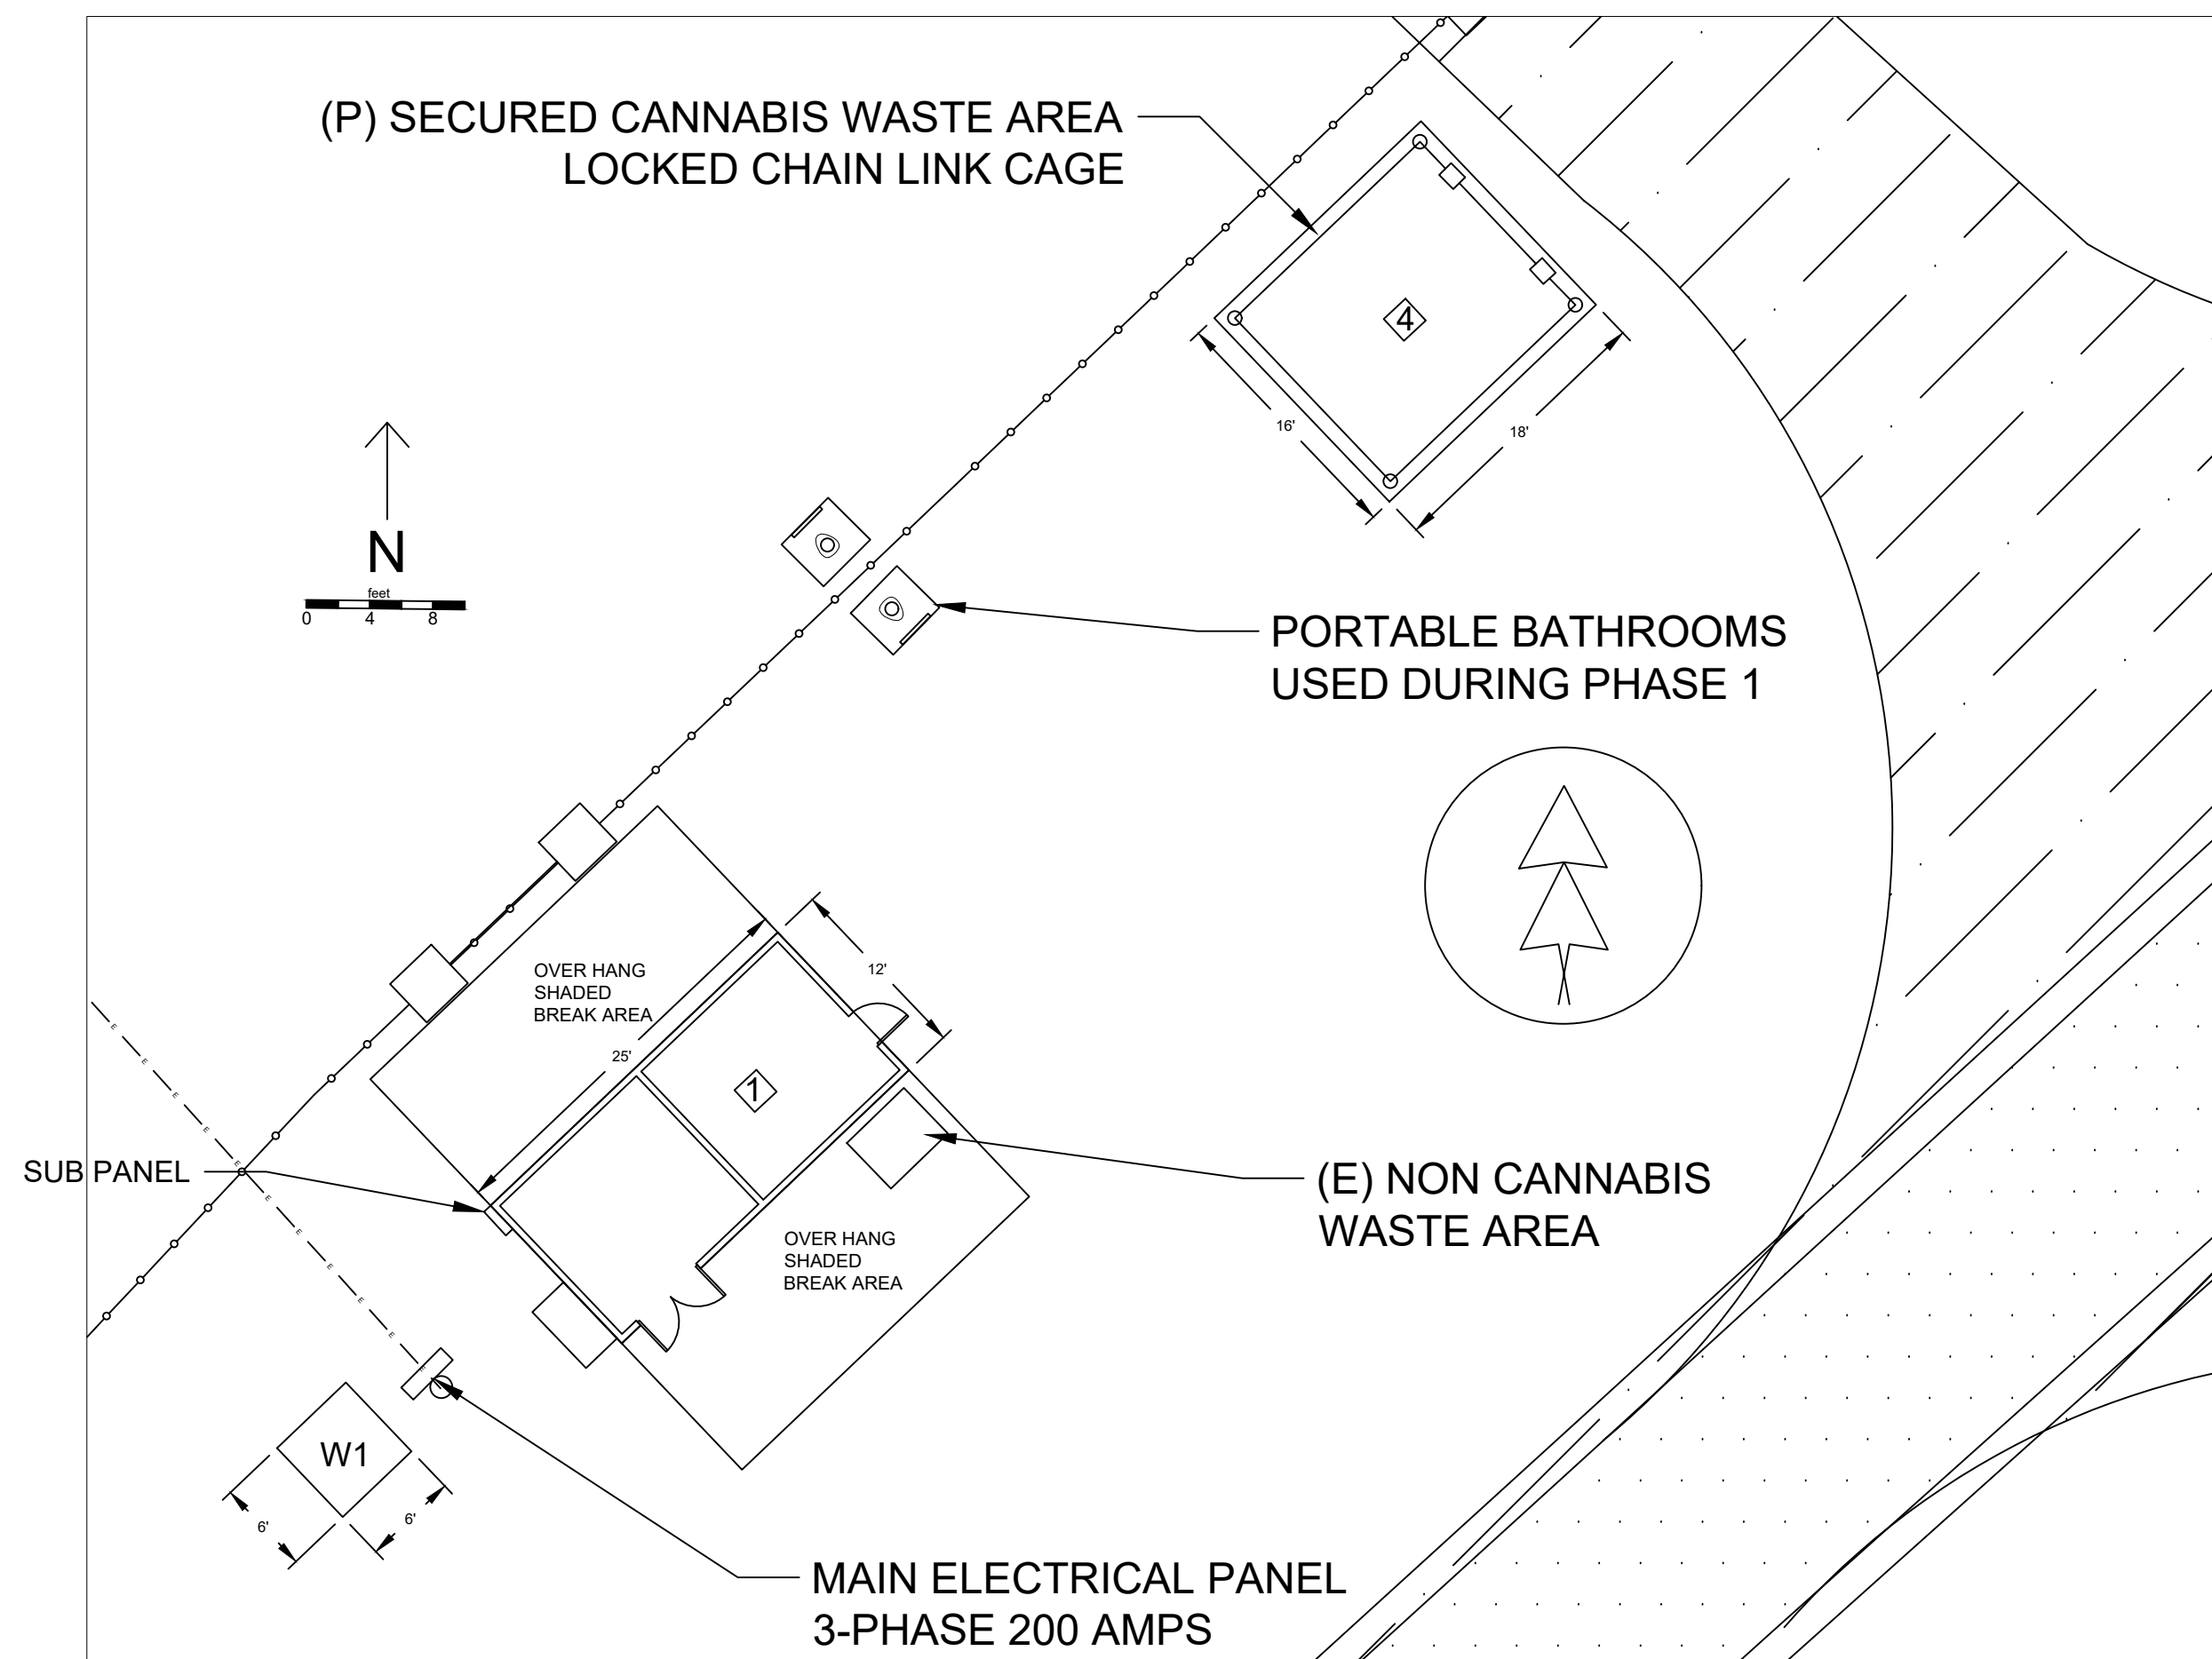 (P) SECURED CANNABIS WASTE AREA
LOCKED CHAIN LINK CAGE
4
16'
18'
N
feet
0 4 8
PORTABLE BATHROOMS
USED DURING PHASE 1
OVER HANG
SHADED
BREAK AREA
12'
25'
1
E
E
E
E
E
E
E
E
E
E
SUB PANEL
(E) NON CANNABIS
WASTE AREA
OVER HANG
SHADED
BREAK AREA
W1
6'
6'
MAIN ELECTRICAL PANEL
3-PHASE 200 AMPS